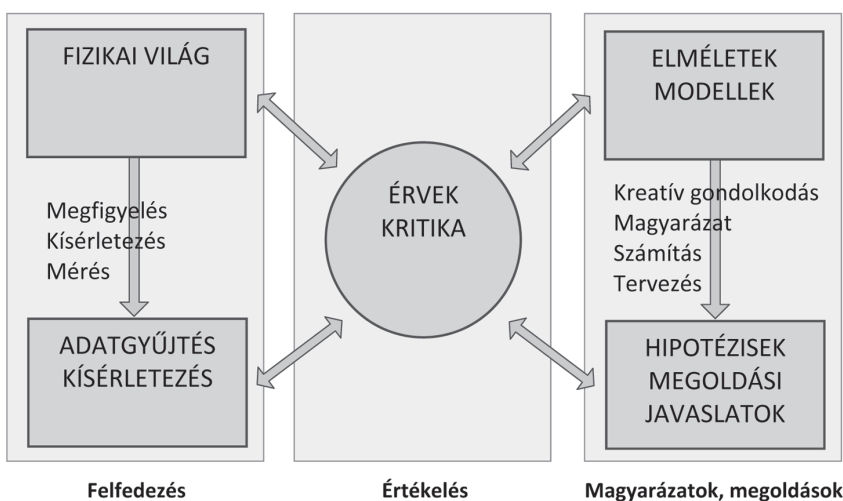 FIZIKAI VILÁG
Megfigyelés
Kísérletezés
Mérés
ADATGYŰJTÉS
KÍSÉRLETEZÉS
Felfedezés
ÉRVEK
KRITIKA
Értékelés
ELMÉLETEK
MODELLEK
Kreatív gondolkodás
Magyarázat
Számítás
Tervezés
HIPOTÉZISEK
MEGOLDÁSI
JAVASLATOK
Magyarázatok, megoldások